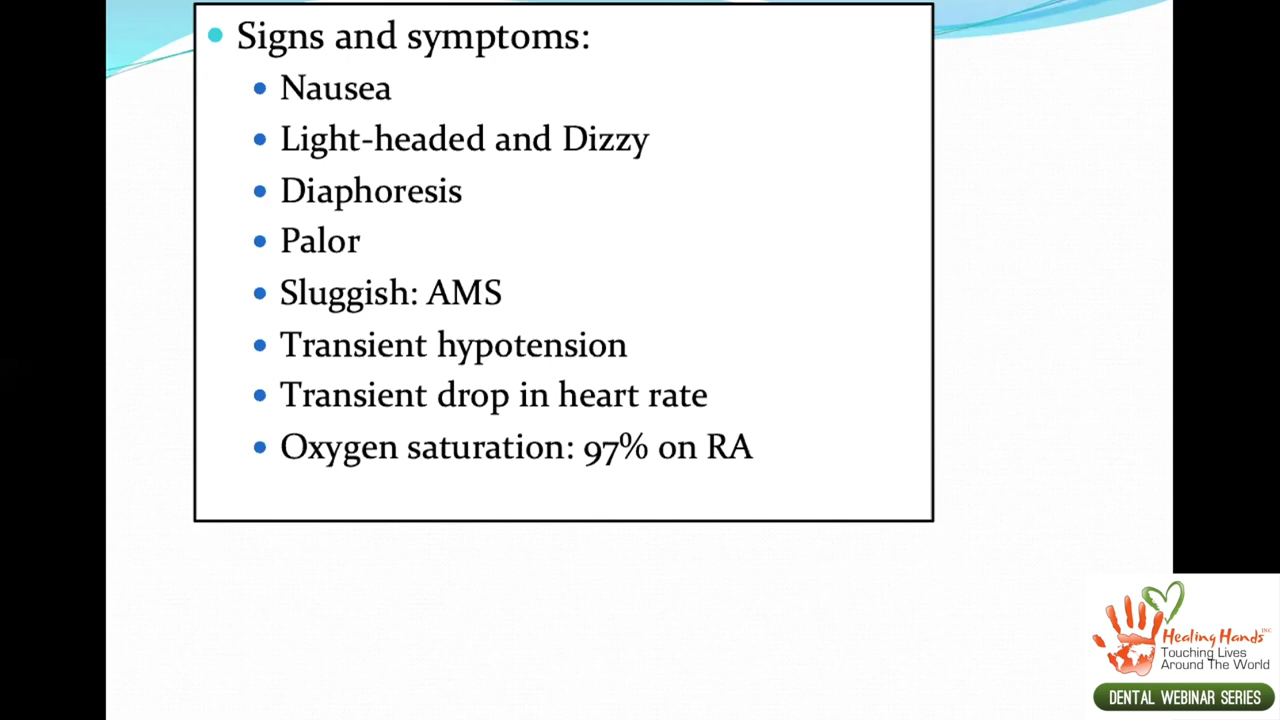 Signs and symptoms:
Nausea
Light-headed and Dizzy
Diaphoresis
Palor
Sluggish: AMS
Transient hypotension
Transient drop in heart rate
Oxygen saturation: 97% on RA
Healing Hands INC
Touching Lives
Around The World
DENTAL WEBINAR SERIES